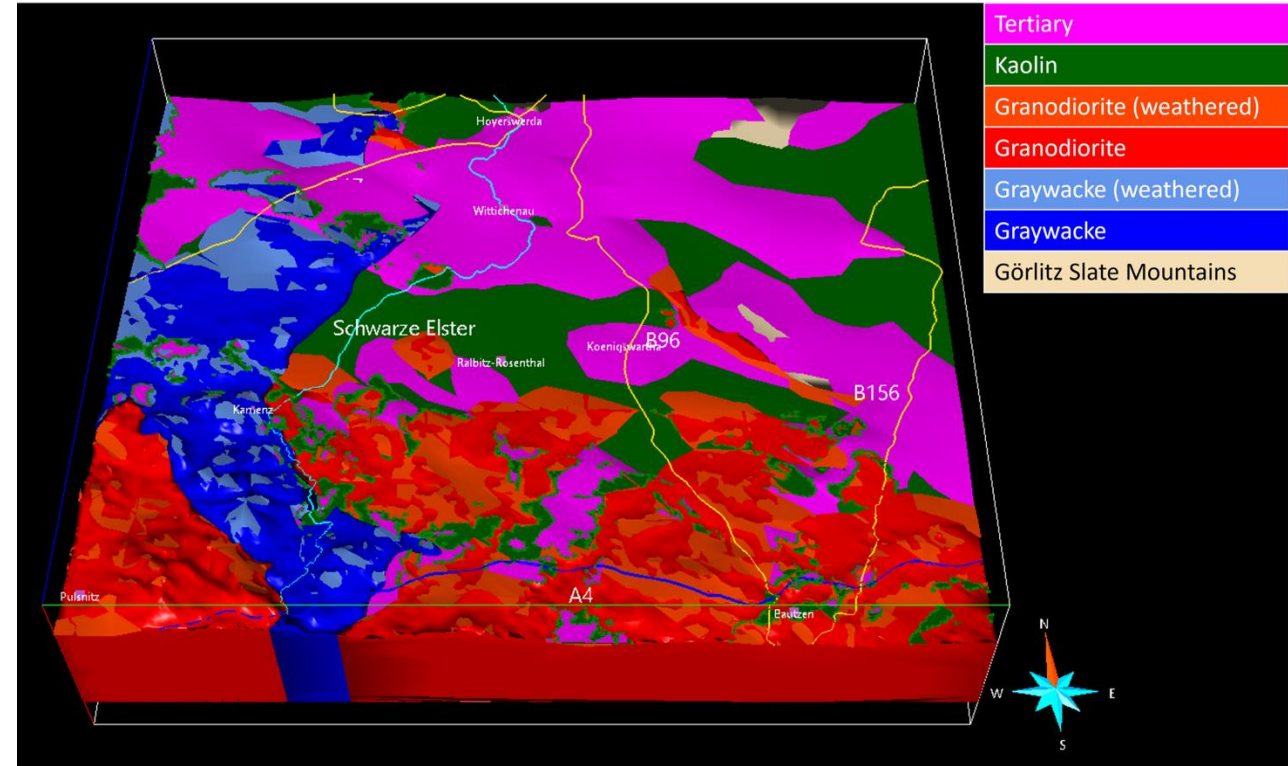 Tertiary
Kaolin
Granodiorite (weathered)
Granodiorite
Graywacke (weathered)
Graywacke
Görlitz Slate Mountains
Hoyerswerda
Wittichenau
Schwarze Elster
Koenigswartha
B96
Ralbitz-Rosenthal
B156
Kamenz
Pulsnitz
A4
Bautzen
N
W
E
S